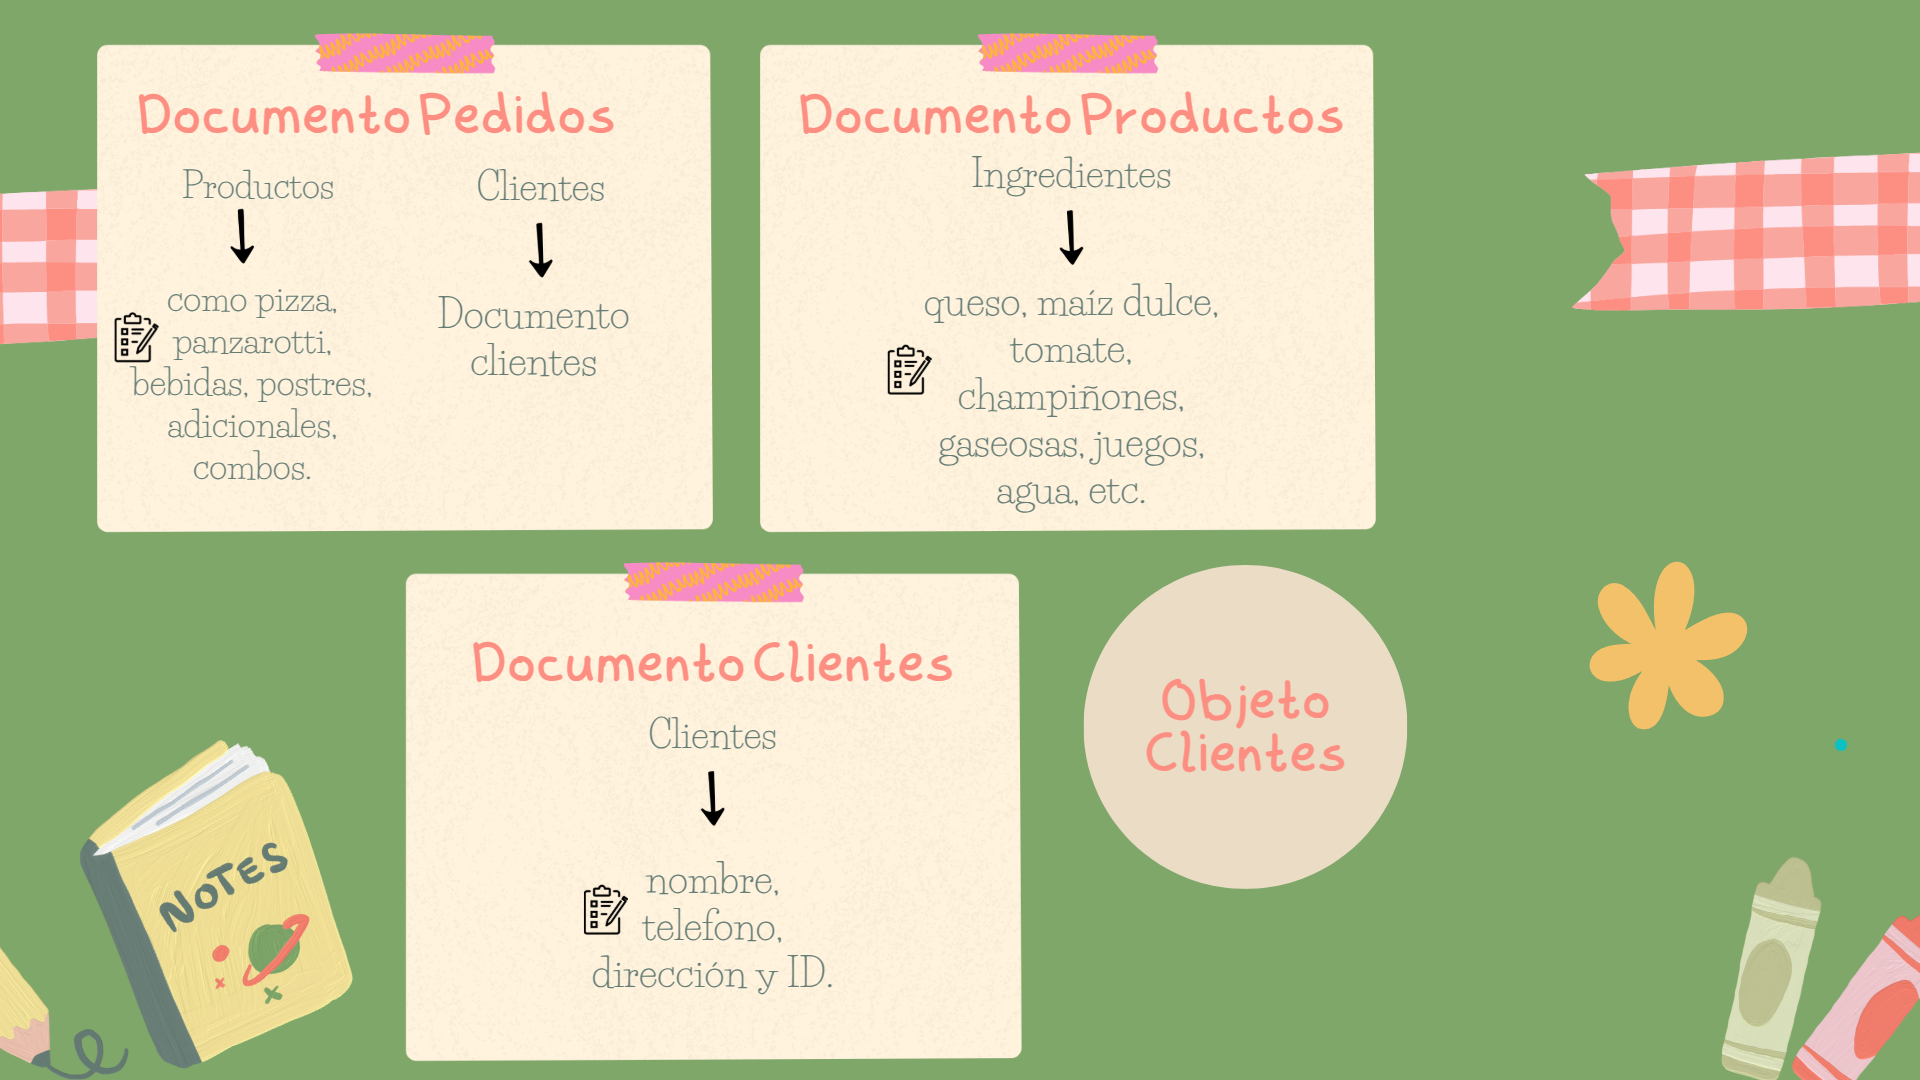 Documento Pedidos
Productos
como pizza,
panzarotti,
bebidas, postres,
adicionales,
combos.
Clientes
Documento
clientes
Documento Productos
Ingredientes
queso, maíz dulce,
tomate,
champiñones,
gaseosas, juegos,
agua, etc.
Documento Clientes
Clientes
nombre,
telefono,
dirección y ID.
Objeto
Clientes
NOTES